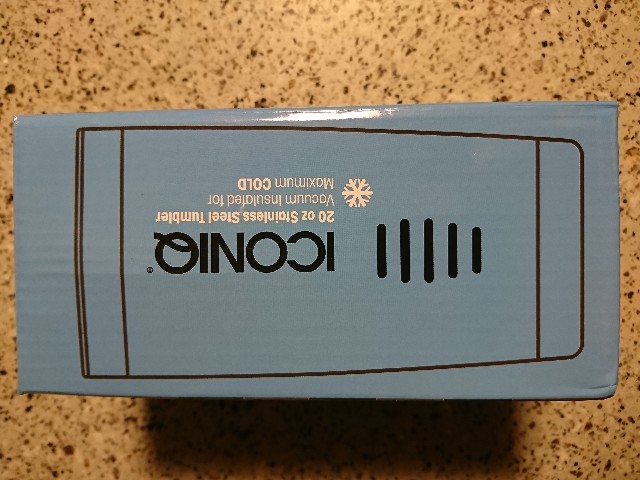 ICONIQ®
20 oz Stainless Steel Tumbler
Vacuum Insulated for
Maximum COLD